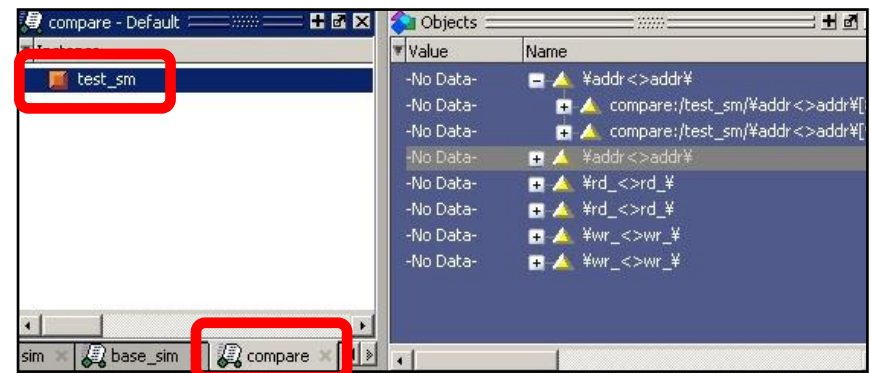 compare - Default
Instance
test_sm
sim base_sim compare
Objects
Value Name
-No Data- ¥addr<>addr¥
-No Data- compare:/test_sm/¥addr<>addr¥[
-No Data- compare:/test_sm/¥addr<>addr¥[
-No Data- ¥addr<>addr¥
-No Data- ¥rd_<>rd_¥
-No Data- ¥rd_<>rd_¥
-No Data- ¥wr_<>wr_¥
-No Data- ¥wr_<>wr_¥